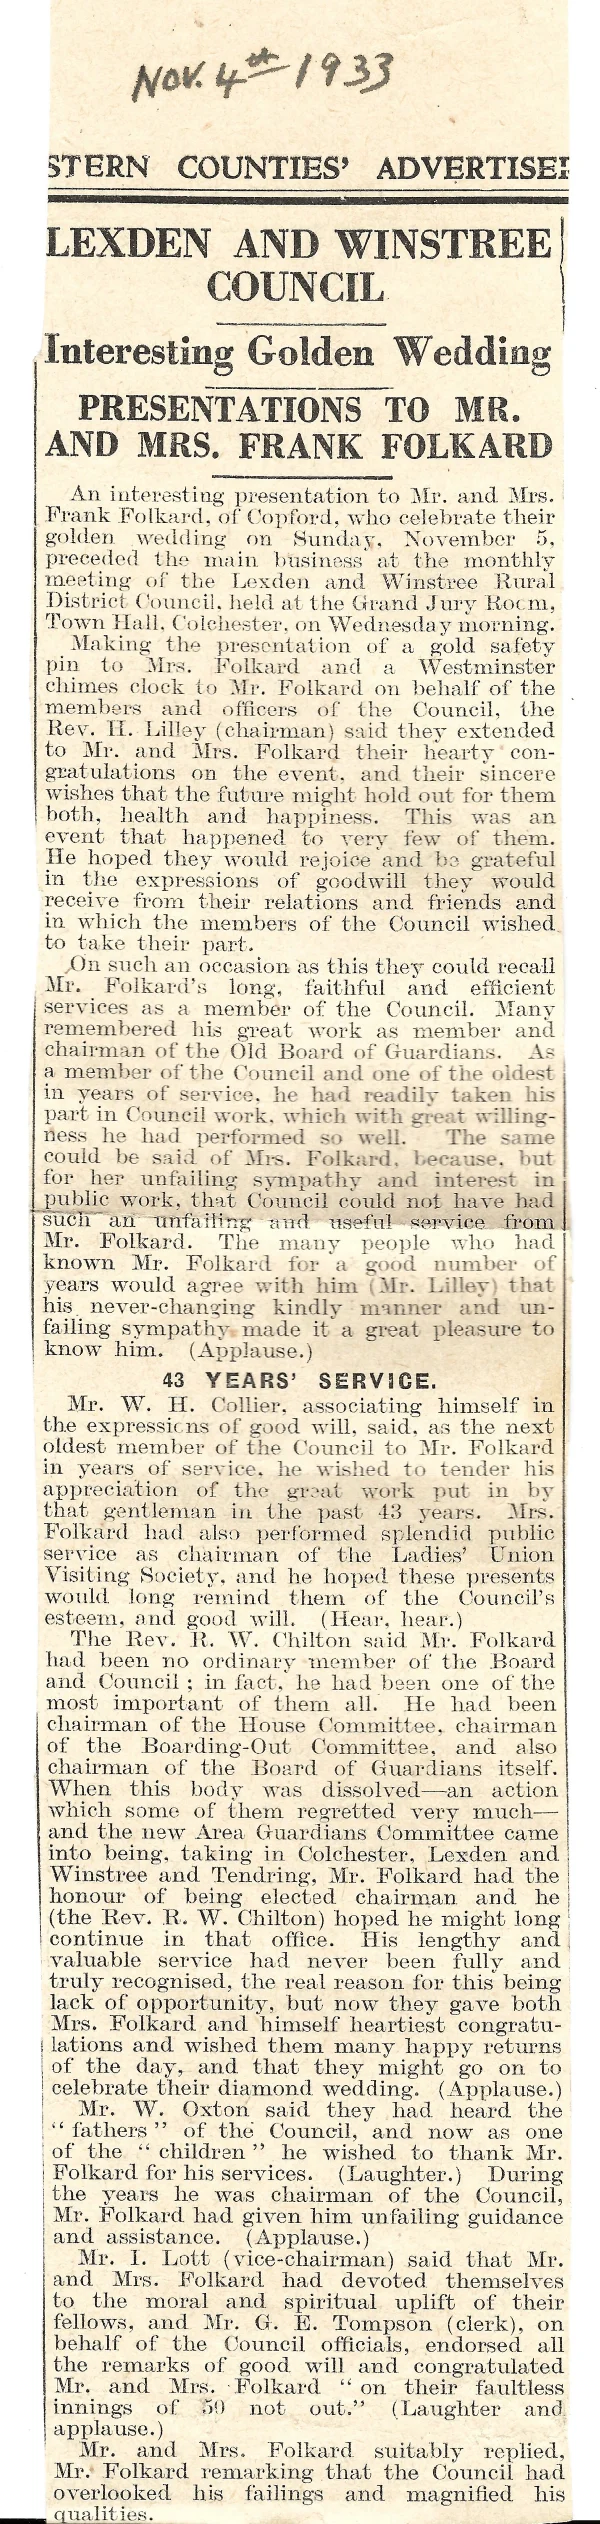 NOV. 4th 1933
STERN COUNTIES' ADVERTISER
LEXDEN AND WINSTREE
COUNCIL
Interesting Golden Wedding
PRESENTATIONS TO MR.
AND MRS. FRANK FOLKARD
An interesting presentation to Mr. and Mrs.
Frank Folkard, of Copford, who celebrate their
golden wedding on Sunday, November 5,
preceded the main business at the monthly
meeting of the Lexden and Winstree Rural
District Council, held at the Grand Jury Room,
Town Hall, Colchester, on Wednesday morning.
Making the presentation of a gold safety
pin to Mrs. Folkard and a Westminster
chimes clock to Mr. Folkard on behalf of the
members and officers of the Council, the
Rev. H. Lilley (chairman) said they extended
to Mr. and Mrs. Folkard their hearty con-
gratulations on the event, and their sincere
wishes that the future might hold out for them
both, health and happiness. This was an
event that happened to very few of them.
He hoped they would rejoice and be grateful
in the expressions of goodwill they would
receive from their relations and friends and
in which the members of the Council wished
to take their part.
On such an occasion as this they could recall
Mr. Folkard's long, faithful and efficient
services as a member of the Council. Many
remembered his great work as member and
chairman of the Old Board of Guardians. As
a member of the Council and one of the oldest
in years of service, he had readily taken his
part in Council work, which with great willing-
ness he had performed so well. The same
could be said of Mrs. Folkard, because, but
for her unfailing sympathy and interest in
public work, that Council could not have had
such an unfailing and useful service from
Mr. Folkard. The many people who had
known Mr. Folkard for a good number of
years would agree with him (Mr. Lilley) that
his never-changing kindly manner and un-
failing sympathy made it a great pleasure to
know him. (Applause.)
43 YEARS' SERVICE.
Mr. W. H. Collier, associating himself in
the expressions of good will, said, as the next
oldest member of the Council to Mr. Folkard
in years of service, he wished to tender his
appreciation of the great work put in by
that gentleman in the past 43 years. Mrs.
Folkard had also performed splendid public
service as chairman of the Ladies' Union
Visiting Society, and he hoped these presents
would long remind them of the Council's
esteem, and good will. (Hear, hear.)
The Rev. R. W. Chilton said Mr. Folkard
had been no ordinary member of the Board
and Council; in fact, he had been one of the
most important of them all. He had been
chairman of the House Committee, chairman
of the Boarding-Out Committee, and also
chairman of the Board of Guardians itself.
When this body was dissolved—an action
which some of them regretted very much—
and the new Area Guardians Committee came
into being, taking in Colchester, Lexden and
Winstree and Tendring, Mr. Folkard had the
honour of being elected chairman and he
(the Rev. R. W. Chilton) hoped he might long
continue in that office. His lengthy and
valuable service had never been fully and
truly recognised, the real reason for this being
lack of opportunity, but now they gave both
Mrs. Folkard and himself heartiest congratu-
lations and wished them many happy returns
of the day, and that they might go on to
celebrate their diamond wedding. (Applause.)
Mr. W. Oxton said they had heard the
"fathers" of the Council, and now as one
of the "children" he wished to thank Mr.
Folkard for his services. (Laughter.) During
the years he was chairman of the Council,
Mr. Folkard had given him unfailing guidance
and assistance. (Applause.)
Mr. I. Lott (vice-chairman) said that Mr.
and Mrs. Folkard had devoted themselves
to the moral and spiritual uplift of their
fellows, and Mr. G. E. Tompson (clerk), on
behalf of the Council officials, endorsed all
the remarks of good will and congratulated
Mr. and Mrs. Folkard "on their faultless
innings of 50 not out." (Laughter and
applause.)
Mr. and Mrs. Folkard suitably replied,
Mr. Folkard remarking that the Council had
overlooked his failings and magnified his
qualities.